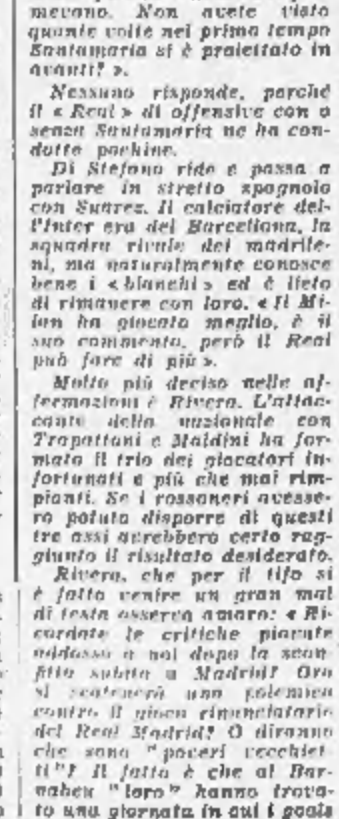 mevano. Non avete visto
quante volte nel primo tempo
Santamaria si è proiettato in
avanti? ».
Nessuno risponde, perché
il « Real » di offensive con o
senza Santamaria ne ha con-
dotte pochine.
Di Stefano ride e passa a
parlare in stretto spagnolo
con Suarez. Il calciatore del-
l'Inter era del Barcellona, la
squadra rivale dei madrile-
ni, ma naturalmente conosce
bene i « bianchi » ed è lieto
di rimanere con loro. « Il Mi-
lan ha giocato meglio, è il
suo commento, però il Real
può fare di più ».
Molto più deciso nelle af-
fermazioni è Rivera. L'attac-
cante della nazionale con
Trapattoni e Maldini ha for-
mato il trio dei giocatori in-
fortunati e più che mai rim-
pianti. Se i rossoneri avesse-
ro potuto disporre di questi
tre assi avrebbero certo rag-
giunto il risultato desiderato.
Rivera, che per il tifo si
è fatto venire un gran mal
di testa osserva amaro: « Ri-
cordate le critiche piovute
addosso a noi dopo la scon-
fitta subita a Madrid? Ora
si scatenerà una polemica
contro il gioco rinunciatario
del Real Madrid? O diranno
che sono "poveri vecchiet-
ti"? Il fatto è che al Bar-
nabeu "loro" hanno trova-
to una giornata in cui i goals